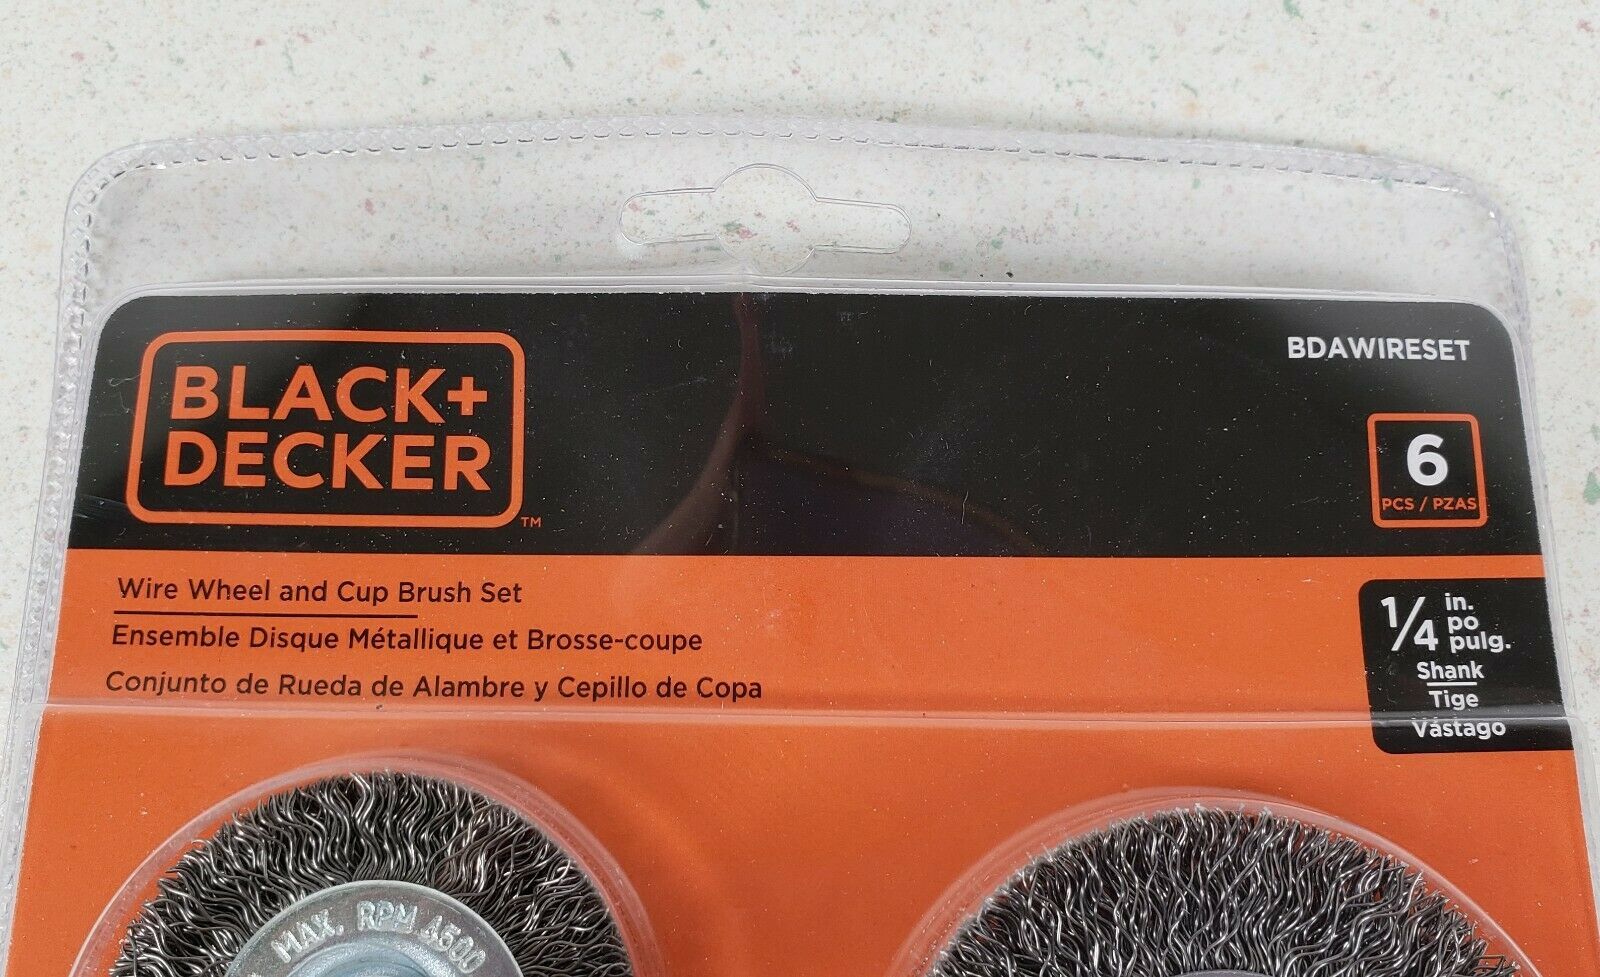 BLACK+
DECKER
™
BDAWIRESET
6
PCS / PZAS
Wire Wheel and Cup Brush Set
Ensemble Disque Métallique et Brosse-coupe
Conjunto de Rueda de Alambre y Cepillo de Copa
1/4 in.
po
pulg.
Shank
Tige
Vástago
MAX. RPM 4500